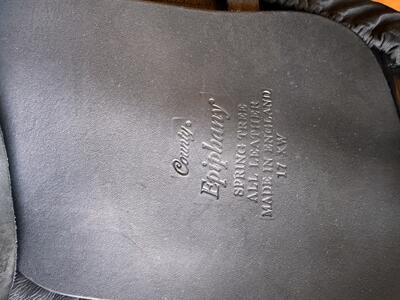 County
Epiphany
SPRING TREE
ALL LEATHER
MADE IN ENGLAND
17 XW